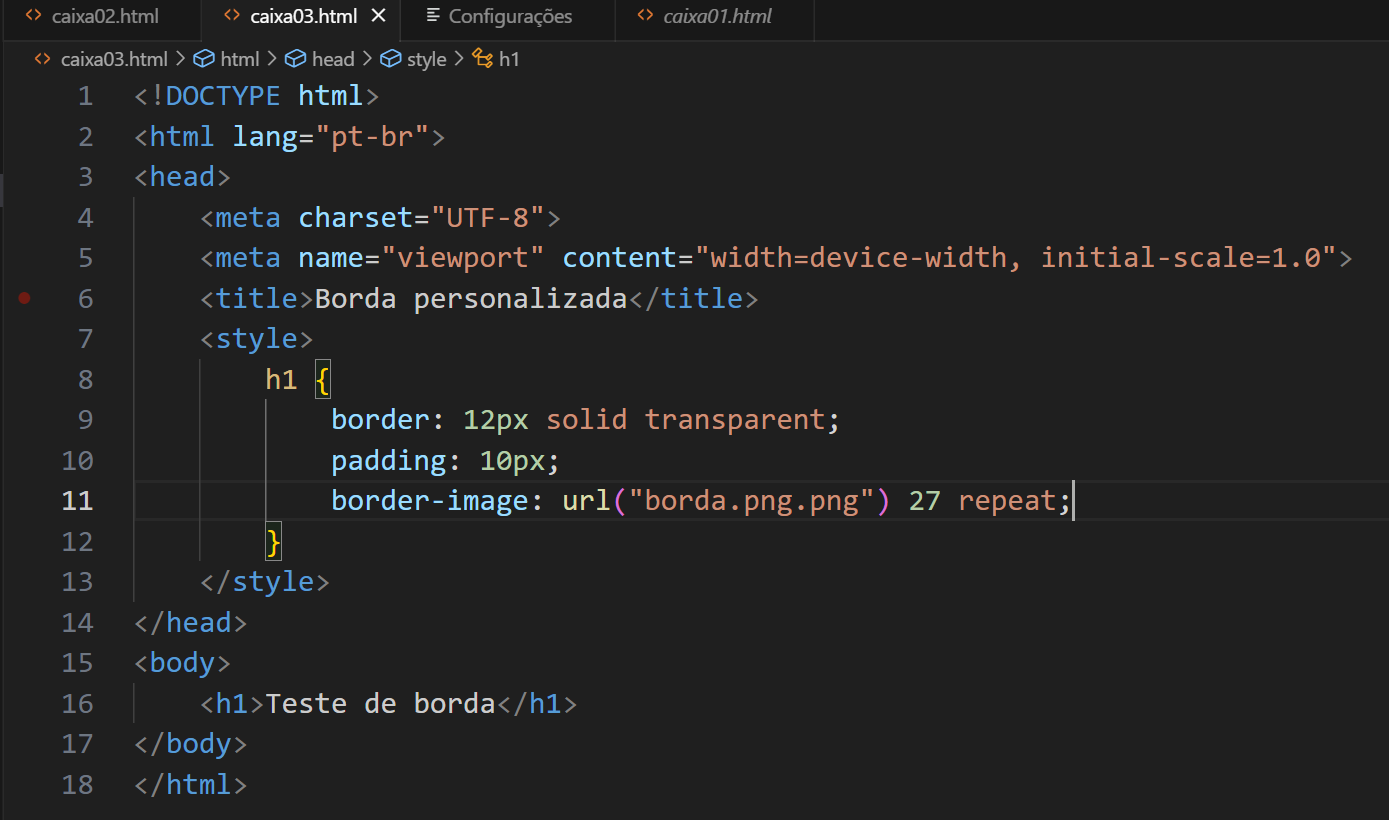 caixa02.html caixa03.html Configurações caixa01.html
caixa03.html html head style h1
1 <!DOCTYPE html>
2 <html lang="pt-br">
3 <head>
4 <meta charset="UTF-8">
5 <meta name="viewport" content="width=device-width, initial-scale=1.0">
6 <title>Borda personalizada</title>
7 <style>
8 h1 {
9 border: 12px solid transparent;
10 padding: 10px;
11 border-image: url("borda.png.png") 27 repeat;
12 }
13 </style>
14 </head>
15 <body>
16 <h1>Teste de borda</h1>
17 </body>
18 </html>